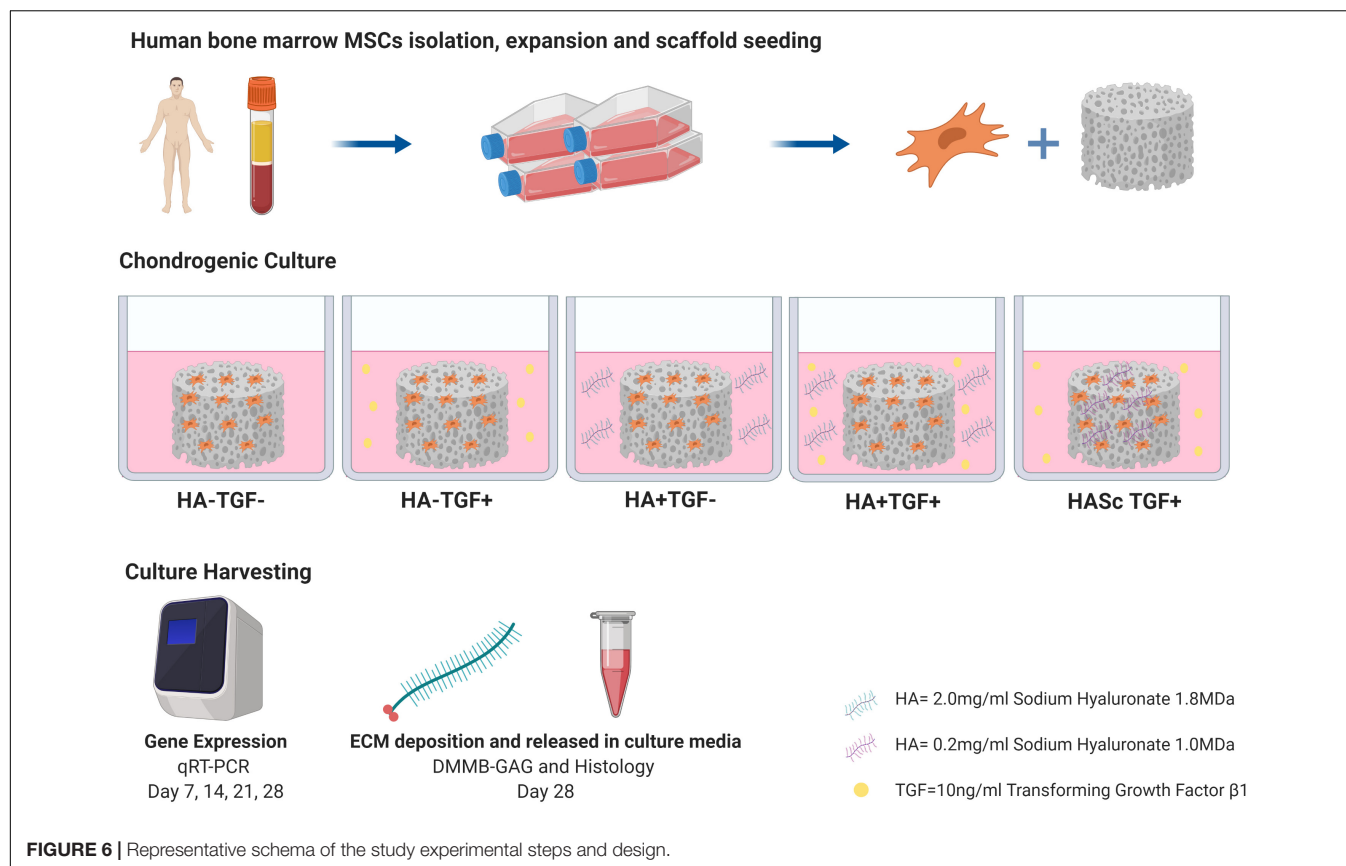 Human bone marrow MSCs isolation, expansion and scaffold seeding
Chondrogenic Culture
HA-TGF-
HA-TGF+
HA+TGF-
HA+TGF+
HASc TGF+
Culture Harvesting
Gene Expression
qRT-PCR
Day 7, 14, 21, 28
ECM deposition and released in culture media
DMMB-GAG and Histology
Day 28
HA= 2.0mg/ml Sodium Hyaluronate 1.8MDa
HA= 0.2mg/ml Sodium Hyaluronate 1.0MDa
TGF=10ng/ml Transforming Growth Factor β1
FIGURE 6 | Representative schema of the study experimental steps and design.